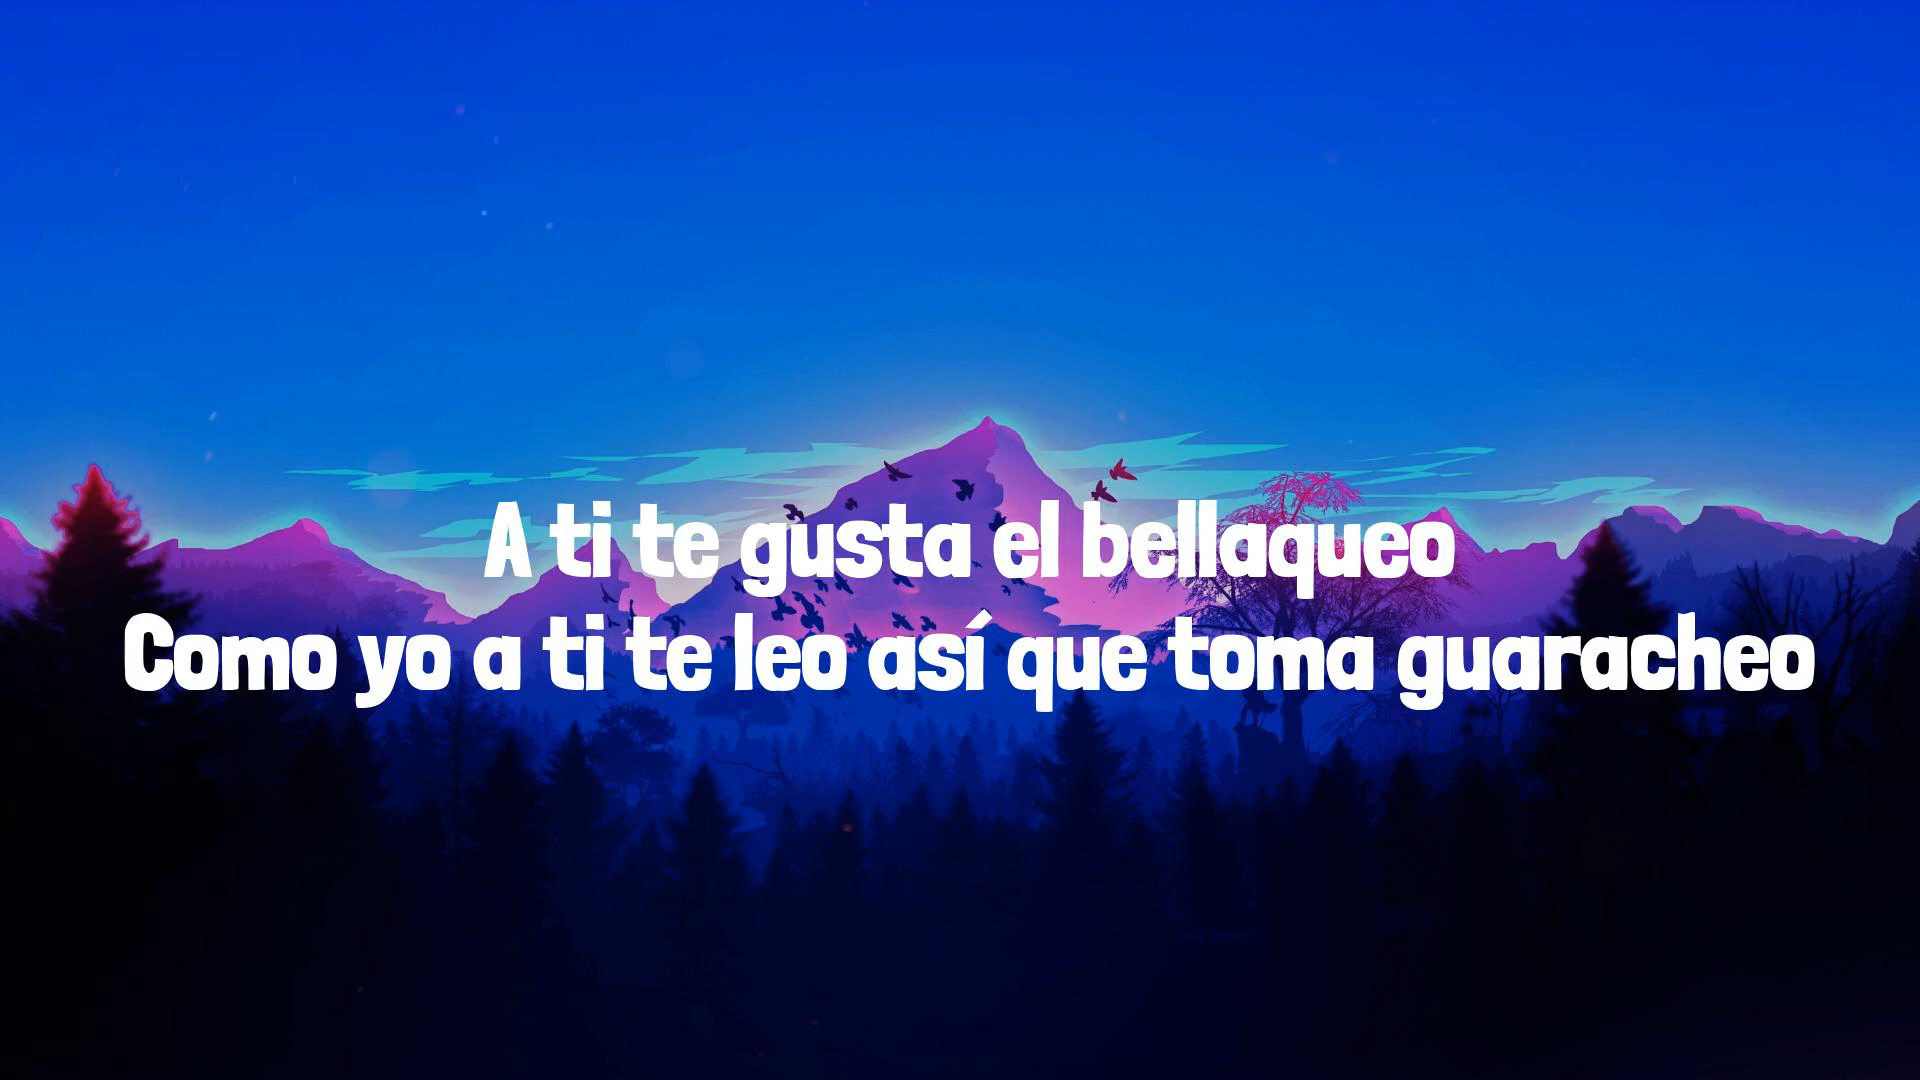 A ti te gusta el bellaqueo
Como yo a ti te leo así que toma guaracheo